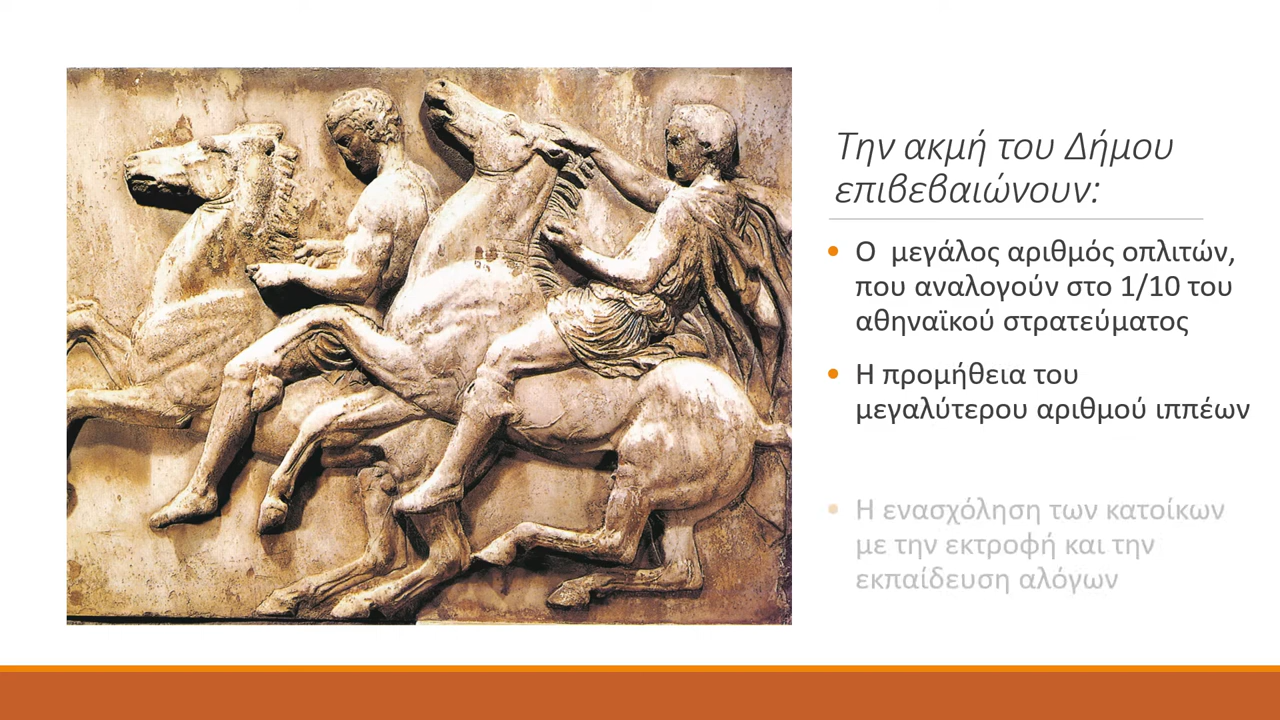 Την ακμή του Δήμου
επιβεβαιώνουν:
• Ο μεγάλος αριθμός οπλιτών,
που αναλογούν στο 1/10 του
αθηναϊκού στρατεύματος
• Η προμήθεια του
μεγαλύτερου αριθμού ιππέων
• Η ενασχόληση των κατοίκων
με την εκτροφή και την
εκπαίδευση αλόγων